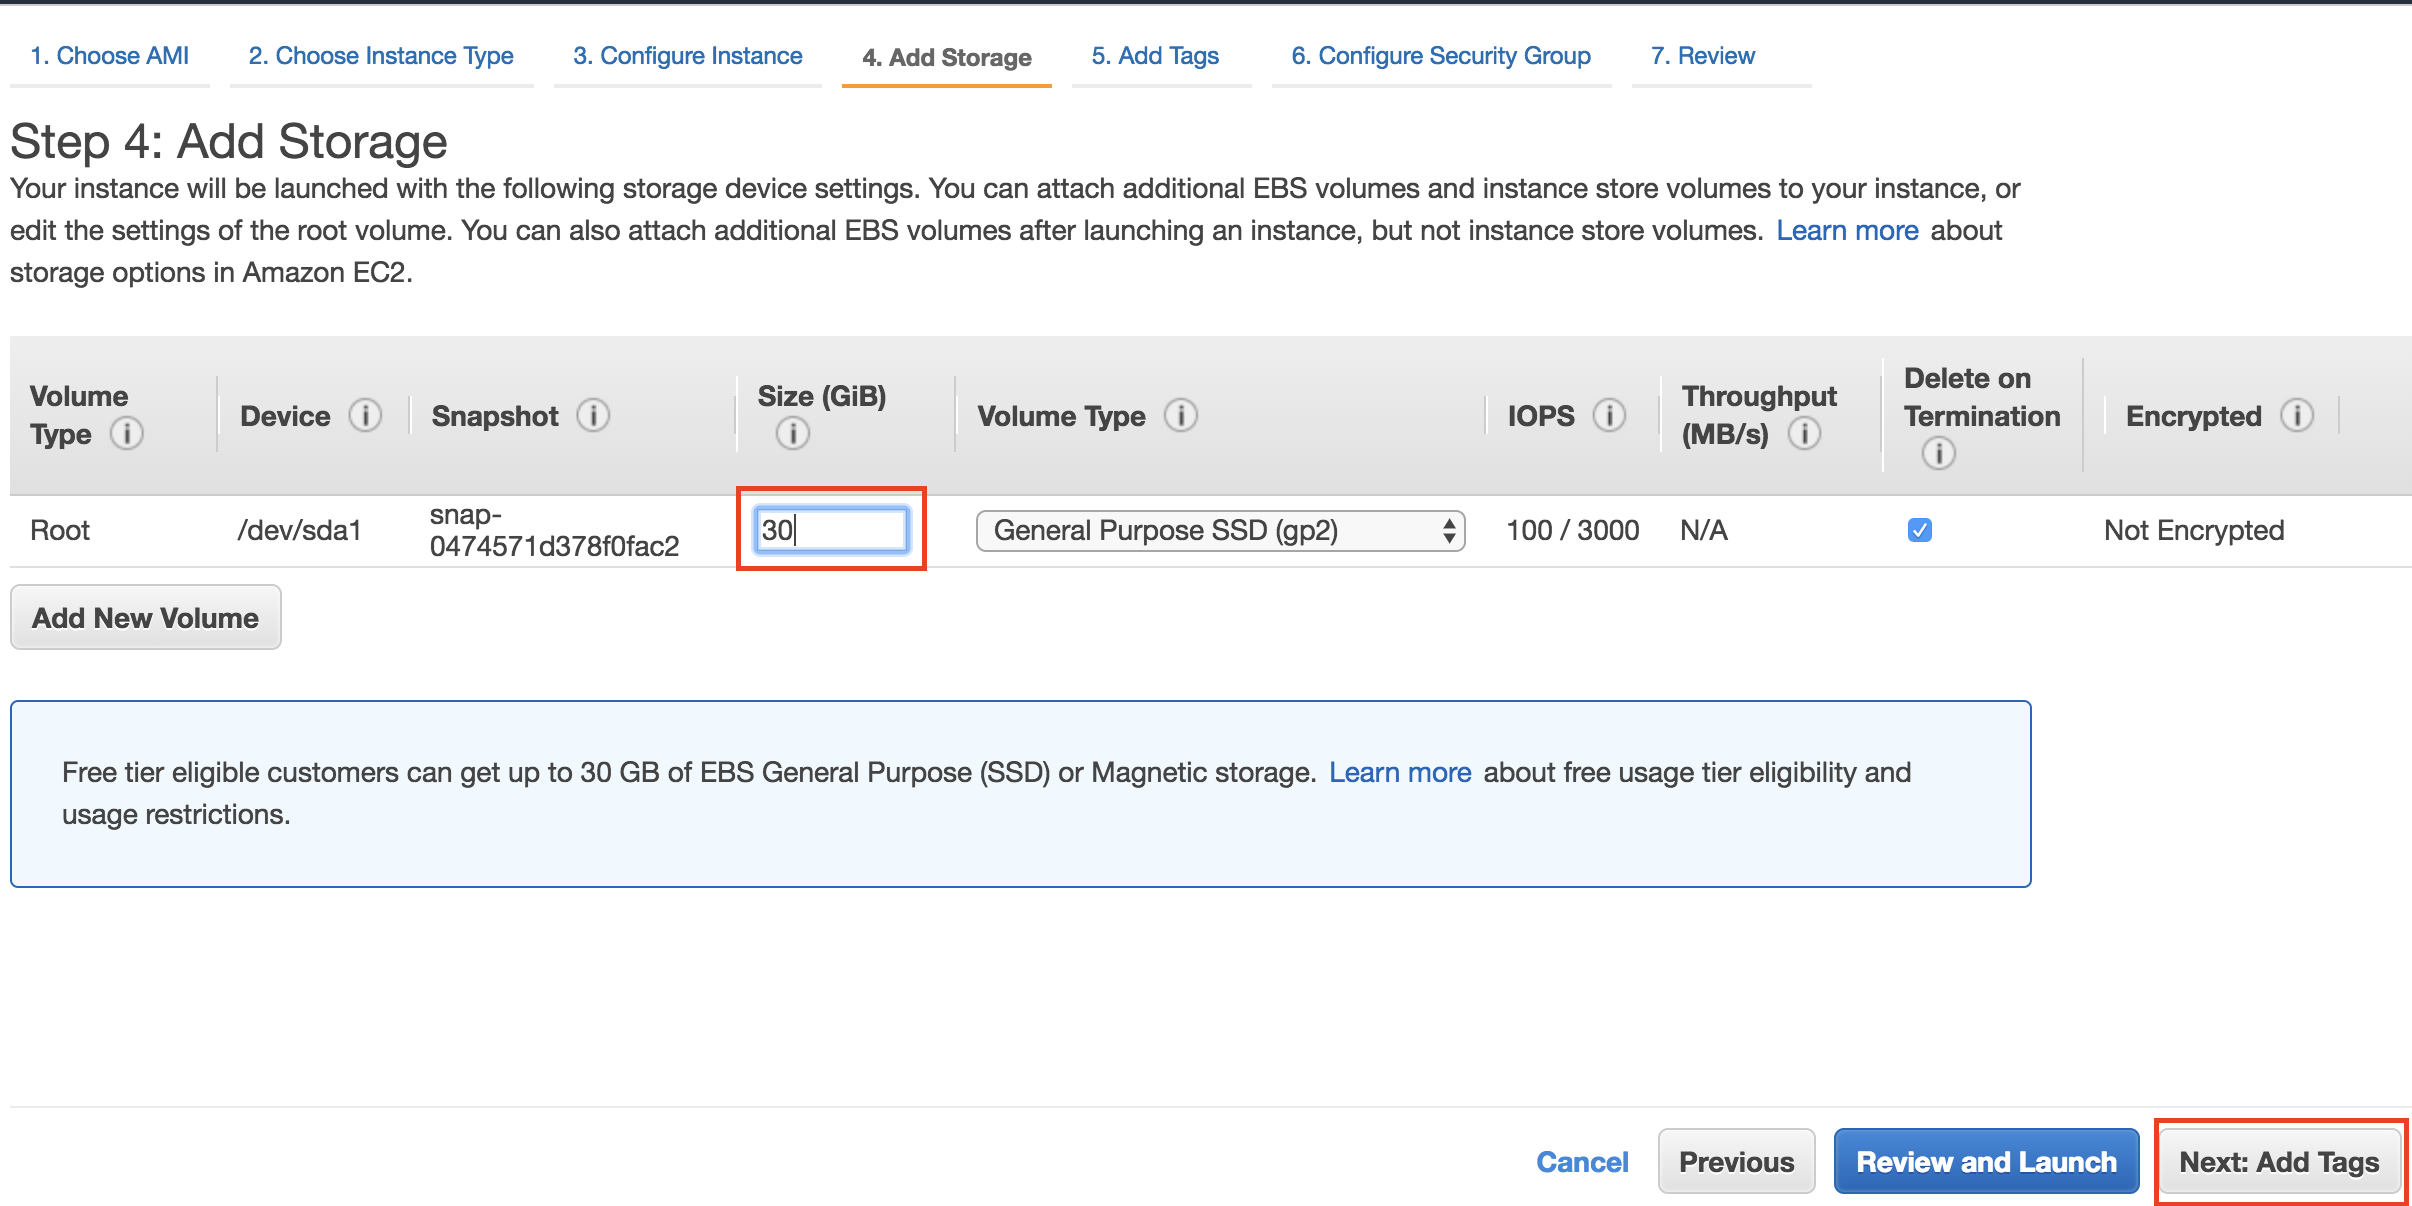 1. Choose AMI 2. Choose Instance Type 3. Configure Instance 4. Add Storage 5. Add Tags 6. Configure Security Group 7. Review
Step 4: Add Storage
Your instance will be launched with the following storage device settings. You can attach additional EBS volumes and instance store volumes to your instance, or
edit the settings of the root volume. You can also attach additional EBS volumes after launching an instance, but not instance store volumes. Learn more about
storage options in Amazon EC2.
Volume Type i Device i Snapshot i Size (GiB) i Volume Type i IOPS i Throughput (MB/s) i Delete on Termination i Encrypted i
Root /dev/sda1 snap-0474571d378f0fac2 30 General Purpose SSD (gp2) 100 / 3000 N/A Not Encrypted
Add New Volume
Free tier eligible customers can get up to 30 GB of EBS General Purpose (SSD) or Magnetic storage. Learn more about free usage tier eligibility and
usage restrictions.
Cancel Previous Review and Launch Next: Add Tags